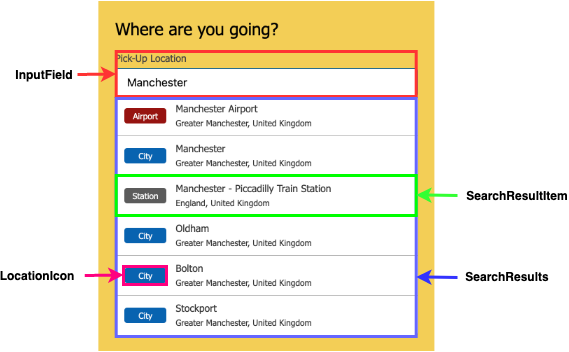 Where are you going?
Pick-Up Location
InputField
Manchester
Airport
Manchester Airport
Greater Manchester, United Kingdom
City
Manchester
Greater Manchester, United Kingdom
Station
Manchester - Piccadilly Train Station
England, United Kingdom
SearchResultItem
City
Oldham
Greater Manchester, United Kingdom
LocationIcon
City
Bolton
Greater Manchester, United Kingdom
SearchResults
City
Stockport
Greater Manchester, United Kingdom